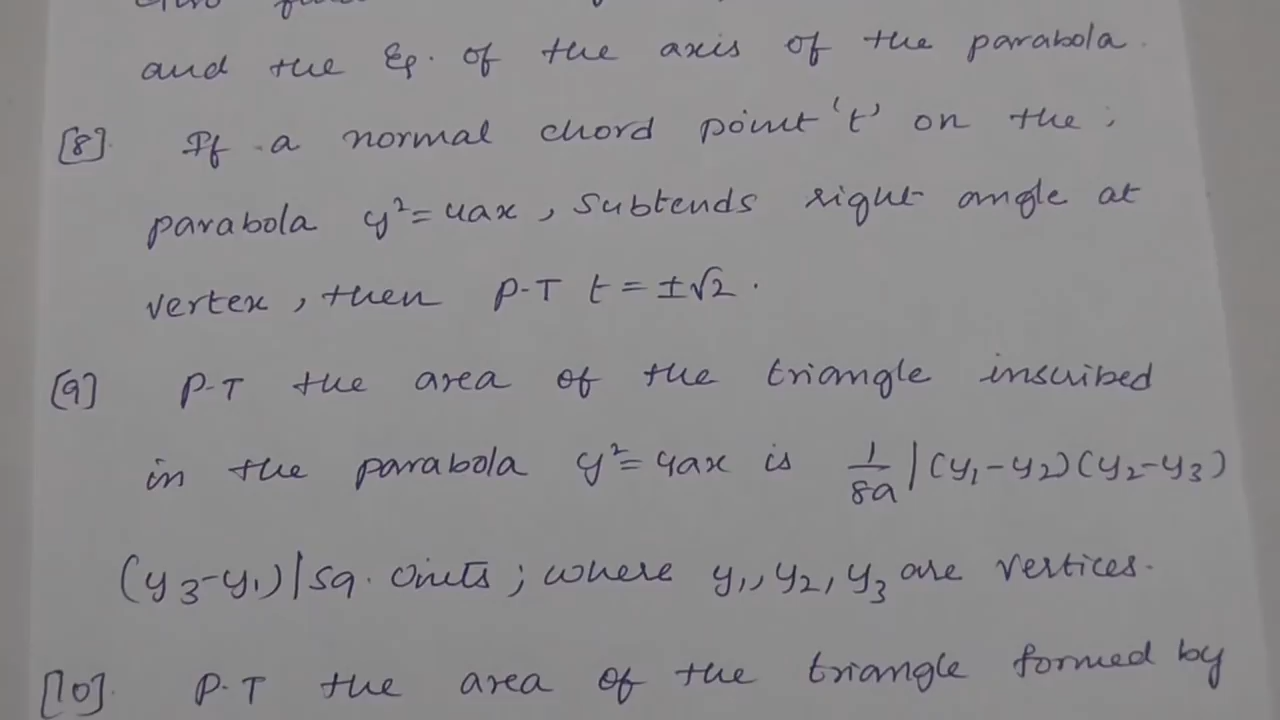 and the Eq. of the axis of the parabola.
[8]. If a normal chord point 't' on the
parabola y²=4ax, subtends right angle at
vertex, then P.T t = ±√2.
[9] P.T the area of the triangle inscribed
in the parabola y²=4ax is 1/8a |(y₁-y₂)(y₂-y₃)
(y₃-y₁)| sq. units; where y₁, y₂, y₃ are vertices.
[10]. P.T the area of the triangle formed by